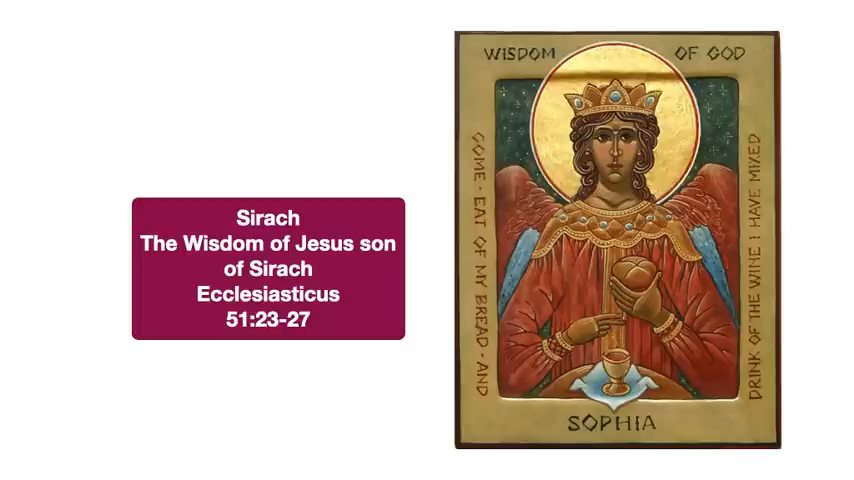 Sirach
The Wisdom of Jesus son
of Sirach
Ecclesiasticus
51:23-27
WISDOM OF GOD
COME - EAT OF MY BREAD - AND
DRINK OF THE WINE I HAVE MIXED
SOPHIA